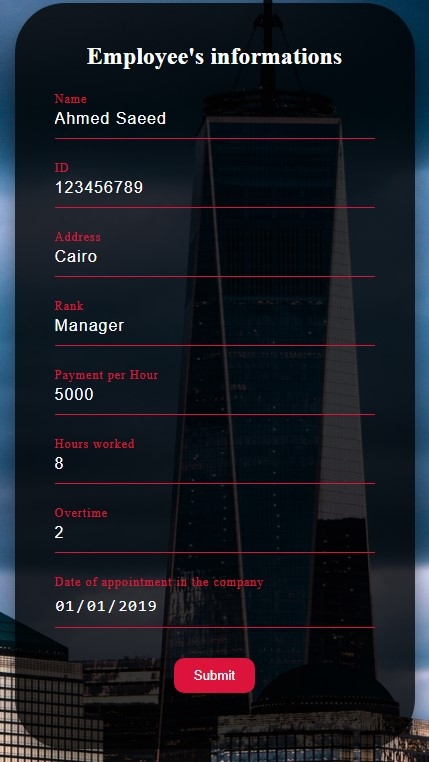 Employee's informations
Name
Ahmed Saeed
ID
123456789
Address
Cairo
Rank
Manager
Payment per Hour
5000
Hours worked
8
Overtime
2
Date of appointment in the company
01/01/2019
Submit